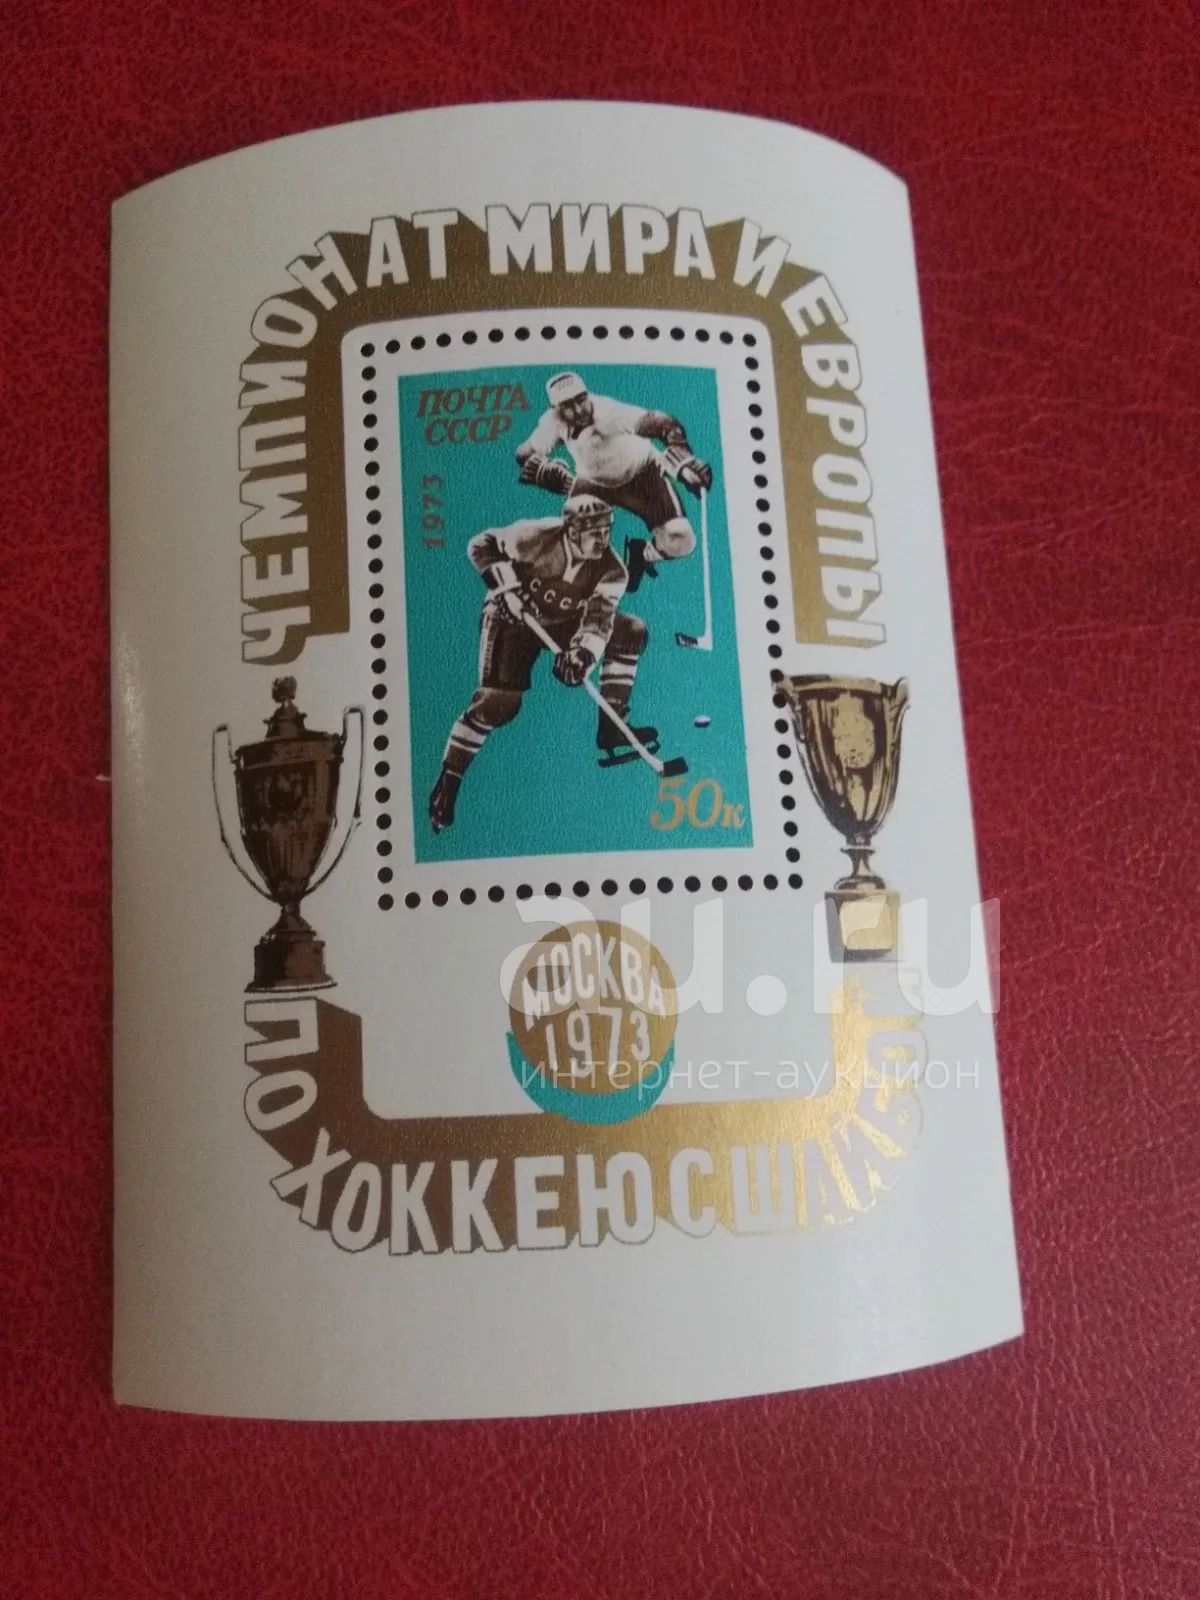 ЧЕМПИОНАТ МИРА И ЕВРОПЫ
ПОЧТА
СССР
1973
СССР
50к
МОСКВА
1973
ПО ХОККЕЮ С ШАЙБОЙ
au.ru
интернет-аукцион